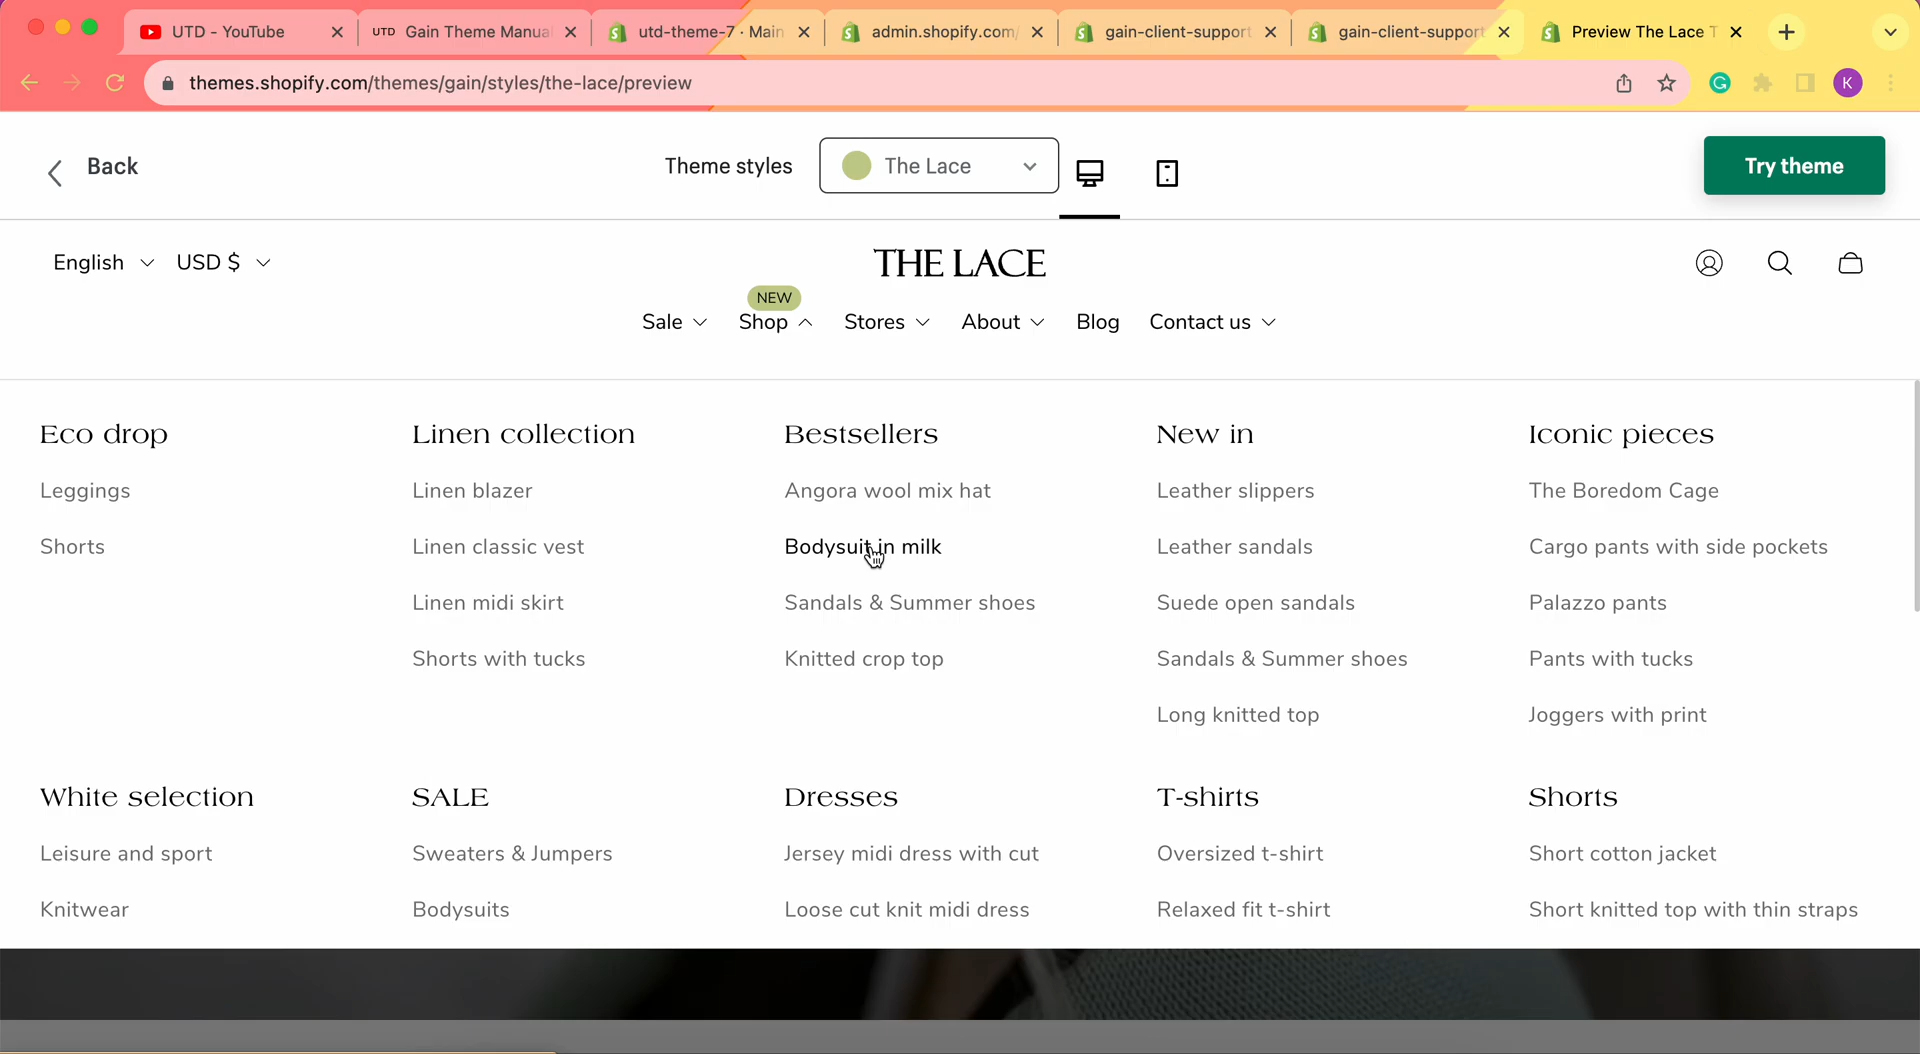 UTD - YouTube
UTD Gain Theme Manua
utd-theme-7 · Main
admin.shopify.com/
gain-client-support
gain-client-support
Preview The Lace T
themes.shopify.com/themes/gain/styles/the-lace/preview
K
Back
Theme styles
The Lace
Try theme
English
USD $
THE LACE
NEW
Sale
Shop
Stores
About
Blog
Contact us
Eco drop
Leggings
Shorts
Linen collection
Linen blazer
Linen classic vest
Linen midi skirt
Shorts with tucks
Bestsellers
Angora wool mix hat
Bodysuit in milk
Sandals & Summer shoes
Knitted crop top
New in
Leather slippers
Leather sandals
Suede open sandals
Sandals & Summer shoes
Long knitted top
Iconic pieces
The Boredom Cage
Cargo pants with side pockets
Palazzo pants
Pants with tucks
Joggers with print
White selection
Leisure and sport
Knitwear
SALE
Sweaters & Jumpers
Bodysuits
Dresses
Jersey midi dress with cut
Loose cut knit midi dress
T-shirts
Oversized t-shirt
Relaxed fit t-shirt
Shorts
Short cotton jacket
Short knitted top with thin straps